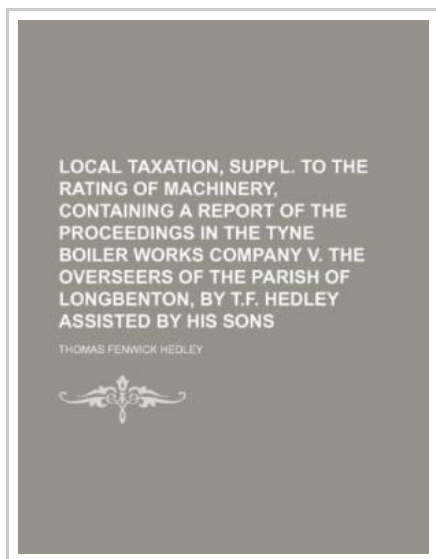 LOCAL TAXATION, SUPPL. TO THE
RATING OF MACHINERY,
CONTAINING A REPORT OF THE
PROCEEDINGS IN THE TYNE
BOILER WORKS COMPANY V. THE
OVERSEERS OF THE PARISH OF
LONGBENTON, BY T.F. HEDLEY
ASSISTED BY HIS SONS
THOMAS FENWICK HEDLEY